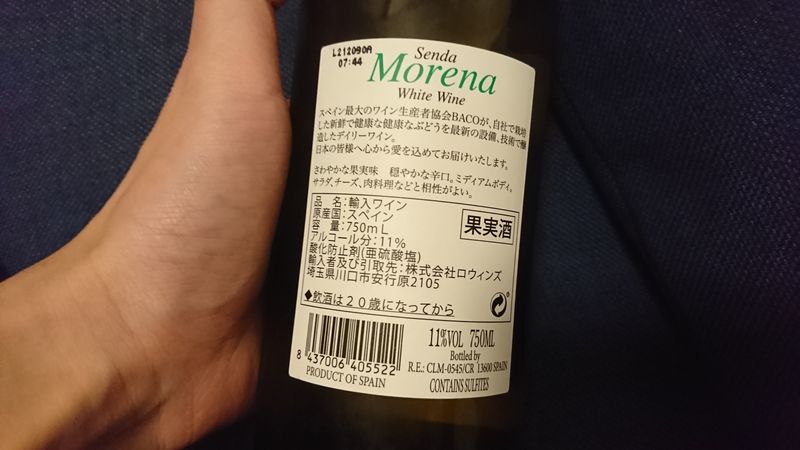 L212090A
07:44
Senda
Morena
White Wine
スペイン最大のワイン生産者協会BACOが、自社で栽培
した新鮮で健康な健康なぶどうを最新の設備、技術で醸
造したデイリーワイン。
日本の皆様へ心から愛を込めてお届けいたします。
さわやかな果実味 穏やかな辛口。ミディアムボディ。
サラダ、チーズ、肉料理などと相性がよい。
品 名:輸入ワイン
原産国:スペイン
容 量:750mL
アルコール分:11%
酸化防止剤(亜硫酸塩)
輸入者及び引取先:株式会社ロウィンズ
埼玉県川口市安行原2105
果実酒
◆飲酒は20歳になってから
8 437006 405522
PRODUCT OF SPAIN
11%VOL 750ML
Bottled by
R.E.: CLM-0545/CR 13600 SPAIN
CONTAINS SULFITES